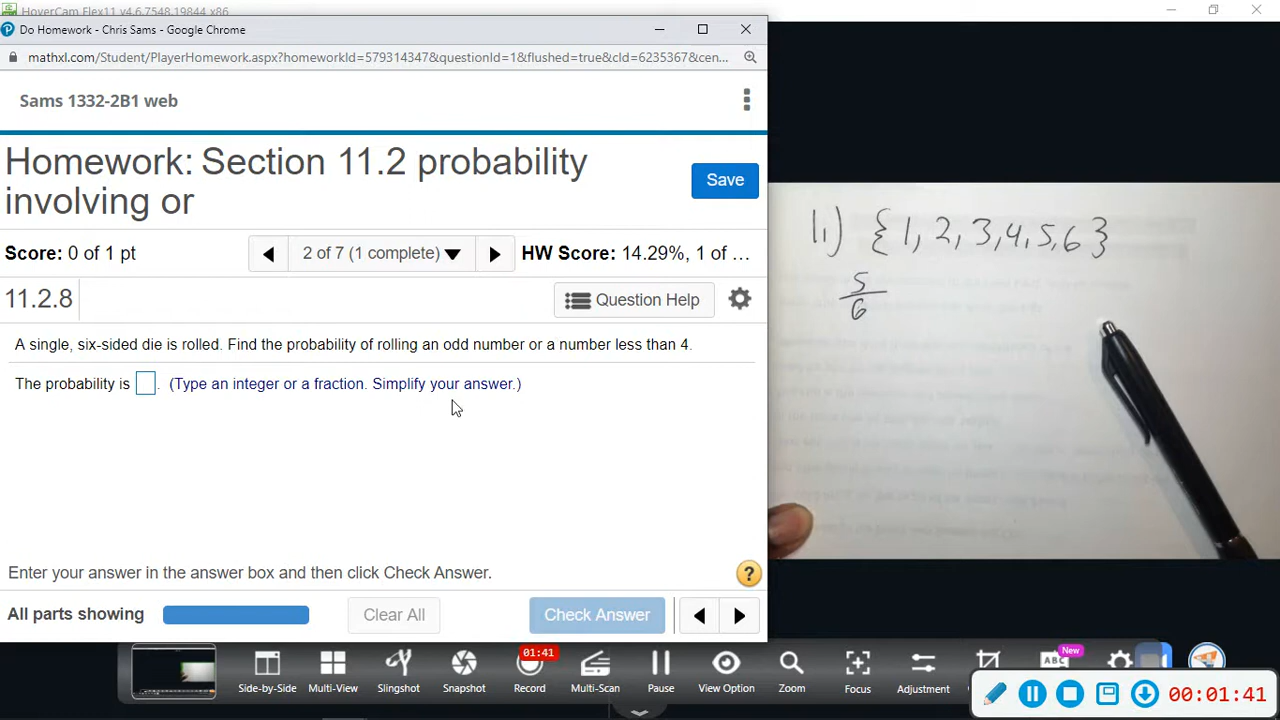 HoverCam Flex11 v4.6.7548.19844 x86
Do Homework - Chris Sams - Google Chrome
mathxl.com/Student/PlayerHomework.aspx?homeworkId=579314347&questionId=1&flushed=true&cId=6235367&cen...
Sams 1332-2B1 web
Homework: Section 11.2 probability
involving or
Save
Score: 0 of 1 pt
2 of 7 (1 complete)
HW Score: 14.29%, 1 of ...
11.2.8
Question Help
A single, six-sided die is rolled. Find the probability of rolling an odd number or a number less than 4.
The probability is . (Type an integer or a fraction. Simplify your answer.)
Enter your answer in the answer box and then click Check Answer.
?
All parts showing
Clear All
Check Answer
1.) {1, 2, 3, 4, 5, 6}
5
6
01:41
New
ABC
Side-by-Side
Multi-View
Slingshot
Snapshot
Record
Multi-Scan
Pause
View Option
Zoom
Focus
Adjustment
00:01:41